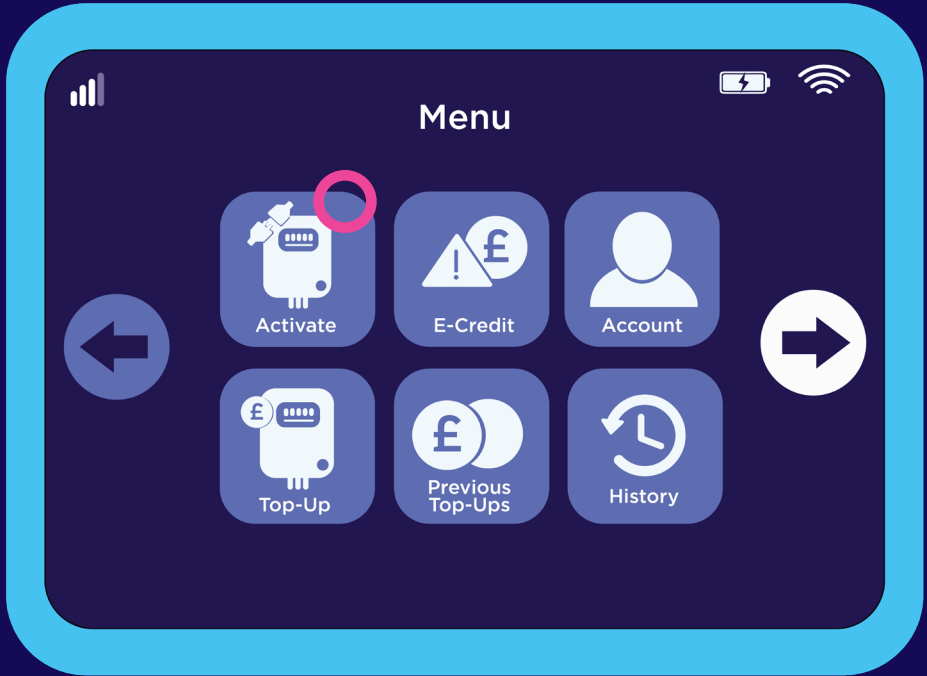 Menu
Activate
£
E-Credit
Account
£
Top-Up
£
Previous
Top-Ups
History